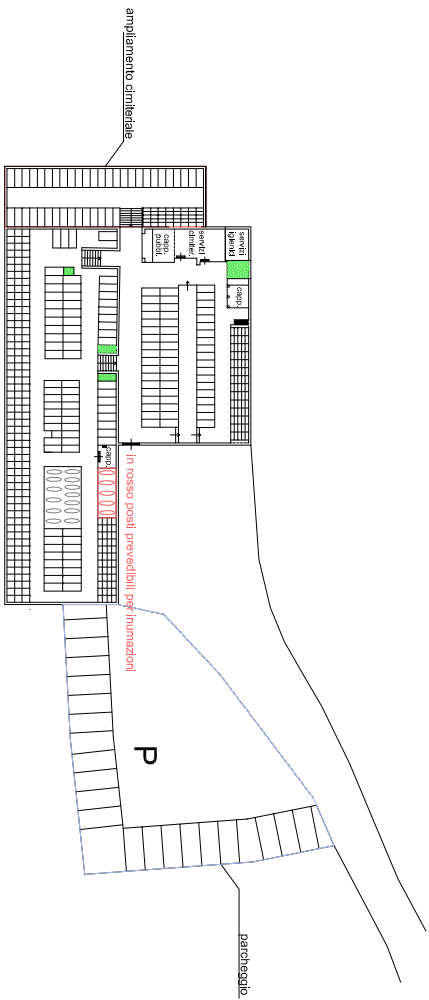 ampliamento cimiteriale
servizi
igienici
servizi
cimiter.
capp.
pubbl.
capp.
capp.
in rosso posti prevedibili per inumazioni
P
parcheggio